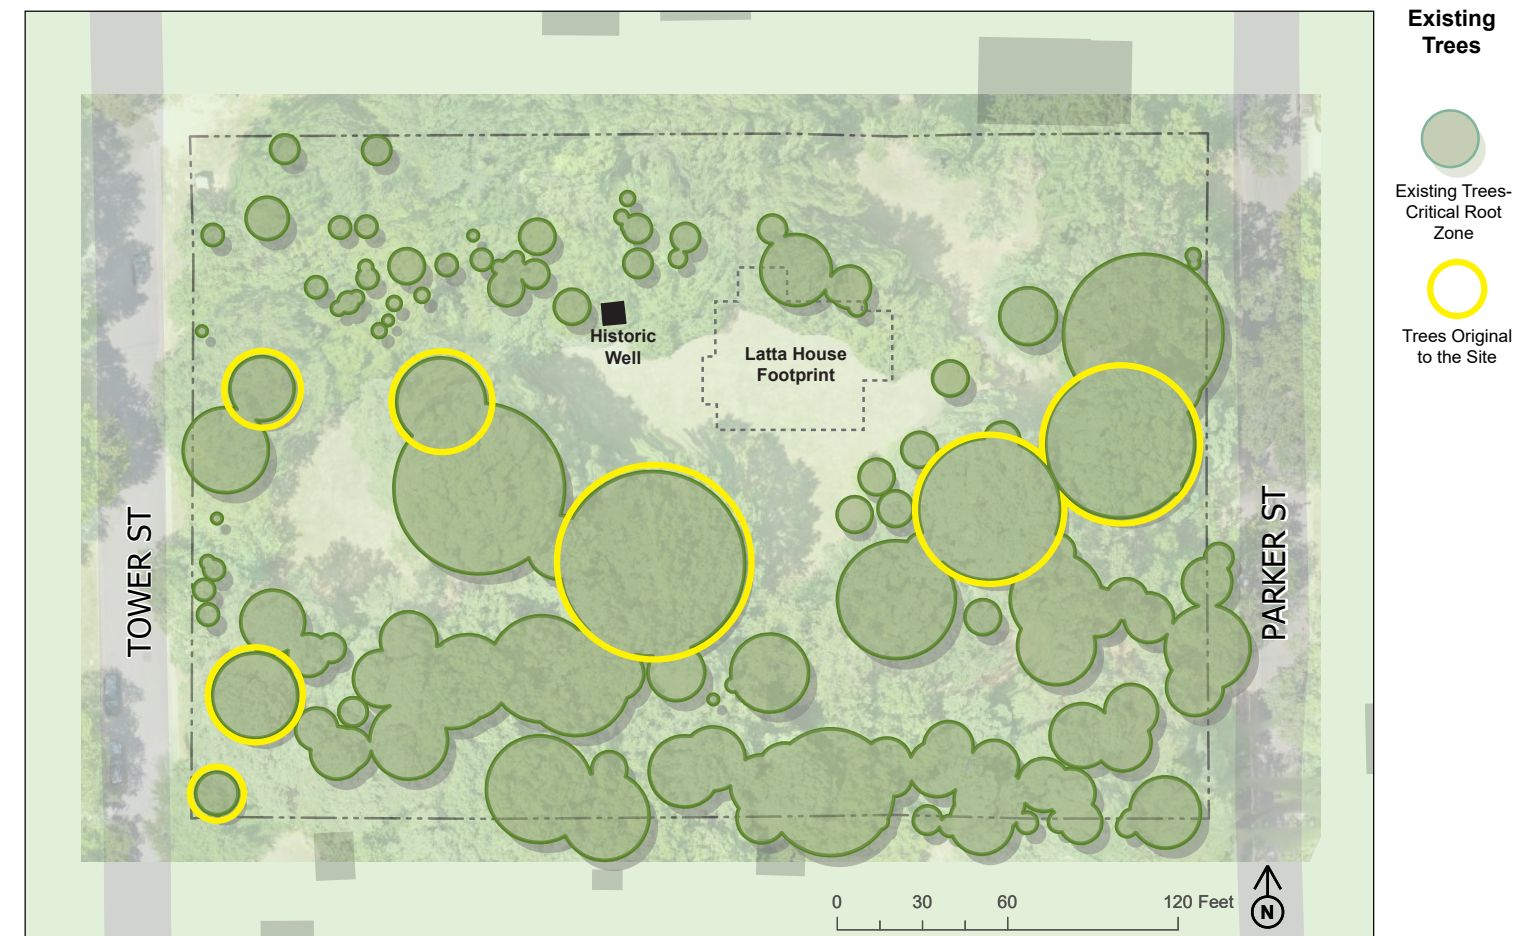 Existing
Trees
Existing Trees-
Critical Root
Zone
Trees Original
to the Site
Historic
Well
Latta House
Footprint
TOWER ST
PARKER ST
0 30 60 120 Feet
N